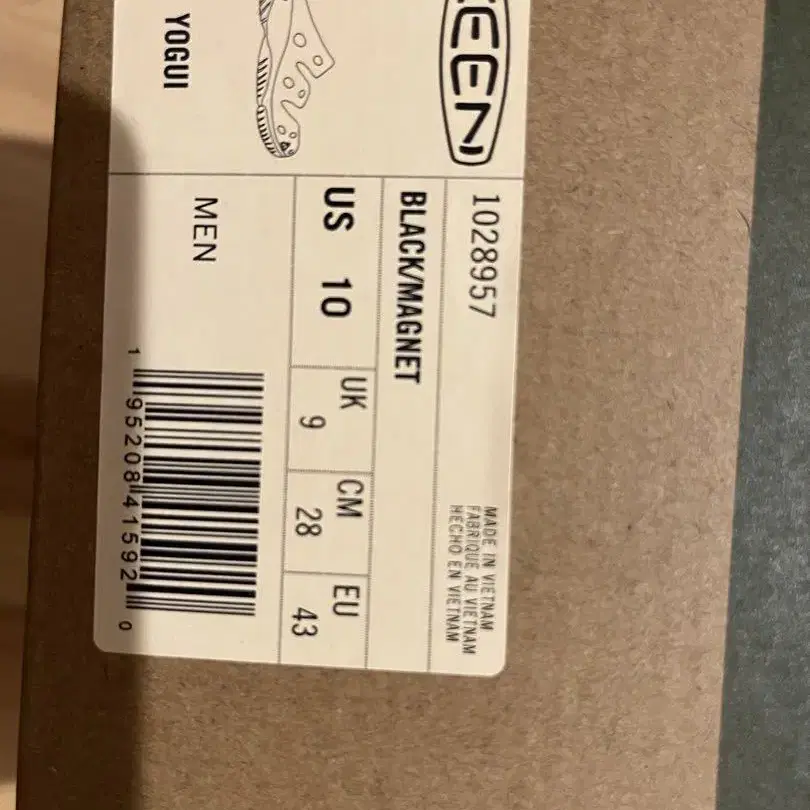 KEEN
YOGUI
1028957
MADE IN VIETNAM
FABRIQUE AU VIETNAM
HECHO EN VIETNAM
BLACK/MAGNET
US 10
UK 9
CM 28
EU 43
MEN
1 95208 41592 0